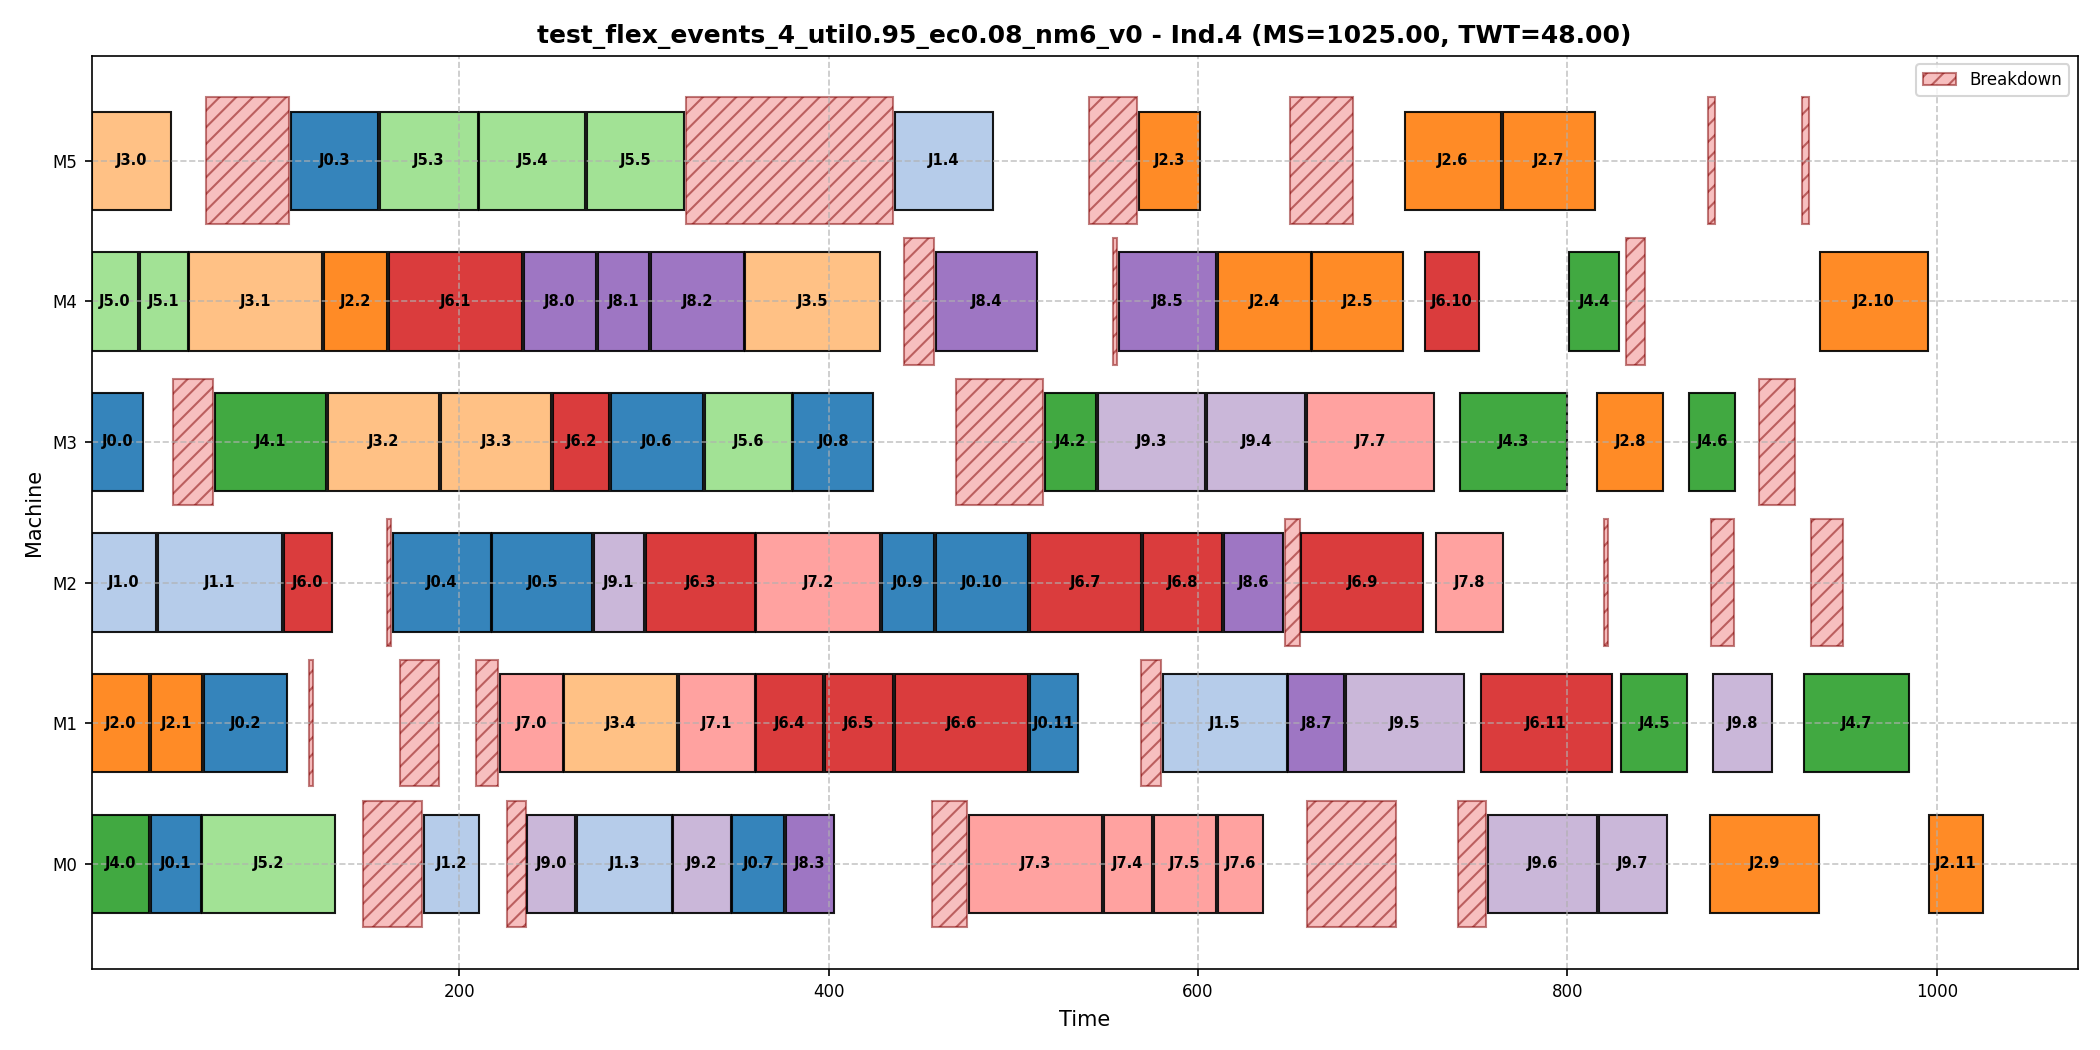 test_flex_events_4_util0.95_ec0.08_nm6_v0 - Ind.4 (MS=1025.00, TWT=48.00)
Breakdown
M5
J3.0 J0.3 J5.3 J5.4 J5.5 J1.4 J2.3 J2.6 J2.7
M4
J5.0 J5.1 J3.1 J2.2 J6.1 J8.0 J8.1 J8.2 J3.5 J8.4 J8.5 J2.4 J2.5 J6.10 J4.4 J2.10
M3
J0.0 J4.1 J3.2 J3.3 J6.2 J0.6 J5.6 J0.8 J4.2 J9.3 J9.4 J7.7 J4.3 J2.8 J4.6
M2
J1.0 J1.1 J6.0 J0.4 J0.5 J9.1 J6.3 J7.2 J0.9 J0.10 J6.7 J6.8 J8.6 J6.9 J7.8
M1
J2.0 J2.1 J0.2 J7.0 J3.4 J7.1 J6.4 J6.5 J6.6 J0.11 J1.5 J8.7 J9.5 J6.11 J4.5 J9.8 J4.7
M0
J4.0 J0.1 J5.2 J1.2 J9.0 J1.3 J9.2 J0.7 J8.3 J7.3 J7.4 J7.5 J7.6 J9.6 J9.7 J2.9 J2.11
Machine
200 400 600 800 1000
Time